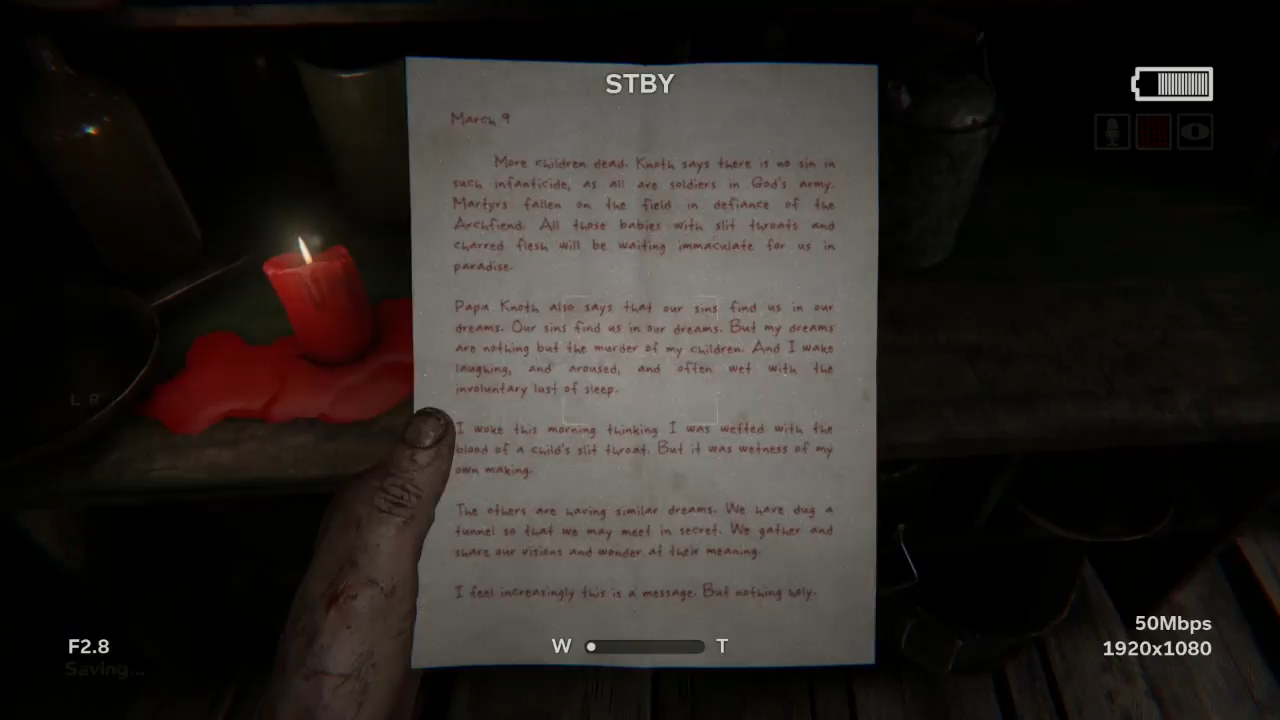 STBY
March 9
More children dead. Knoth says there is no sin in
such infanticide, as all are soldiers in God's army.
Martyrs fallen on the field in defiance of the
Archfiend. All those babies with slit throats and
charred flesh will be waiting immaculate for us in
paradise.
Papa Knoth also says that our sins find us in our
dreams. Our sins find us in our dreams. But my dreams
are nothing but the murder of my children. And I wake
laughing, and aroused, and often wet with the
involuntary lust of sleep.
I woke this morning thinking I was wetted with the
blood of a child's slit throat. But it was wetness of my
own making.
The others are having similar dreams. We have dug a
tunnel so that we may meet in secret. We gather and
share our visions and wonder at their meaning.
I feel increasingly this is a message. But nothing holy.
L R
F2.8
Saving...
W T
50Mbps
1920x1080